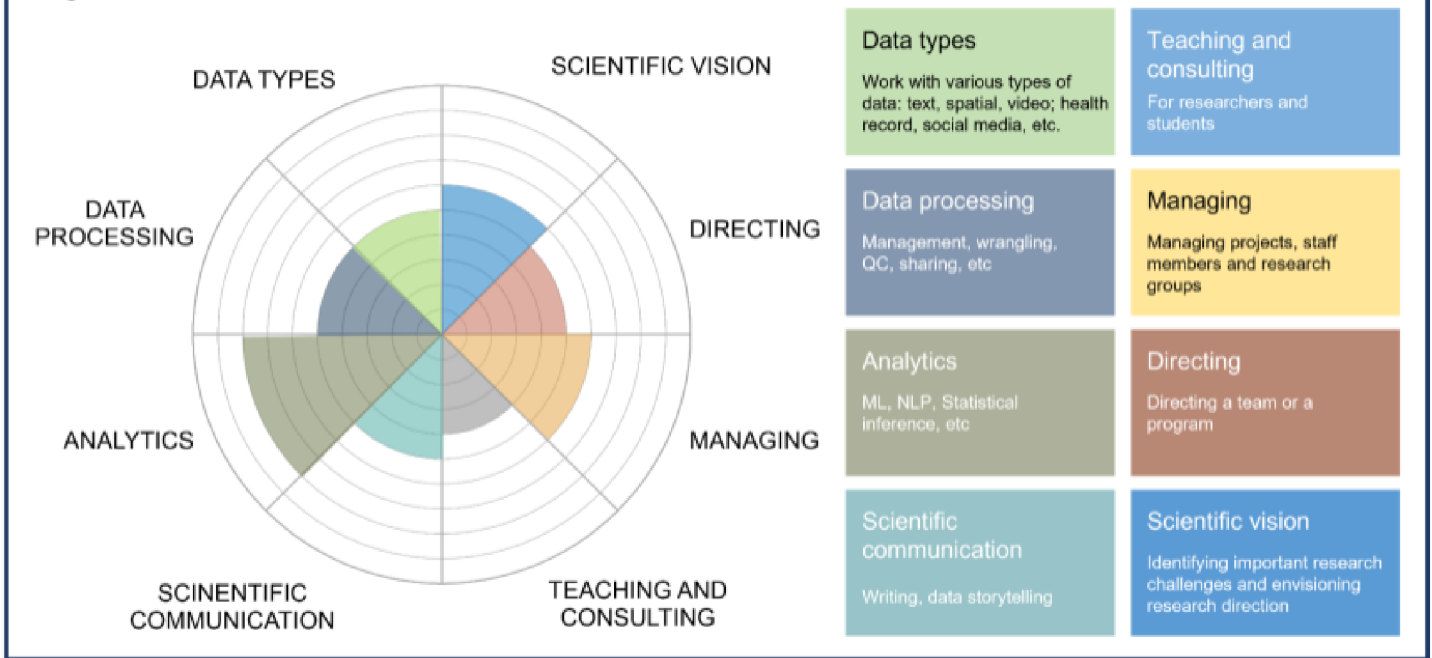 DATA TYPES
SCIENTIFIC VISION
DATA
PROCESSING
DIRECTING
ANALYTICS
MANAGING
SCINENTIFIC
COMMUNICATION
TEACHING AND
CONSULTING
Data types
Work with various types of
data: text, spatial, video; health
record, social media, etc.
Teaching and
consulting
For researchers and
students
Data processing
Management, wrangling,
QC, sharing, etc
Managing
Managing projects, staff
members and research
groups
Analytics
ML, NLP, Statistical
inference, etc
Directing
Directing a team or a
program
Scientific
communication
Writing, data storytelling
Scientific vision
Identifying important research
challenges and envisioning
research direction